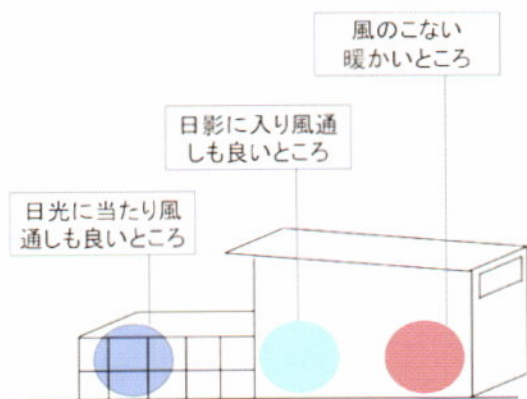 風のこない
暖かいところ
日影に入り風通
しも良いところ
日光に当たり風
通しも良いところ